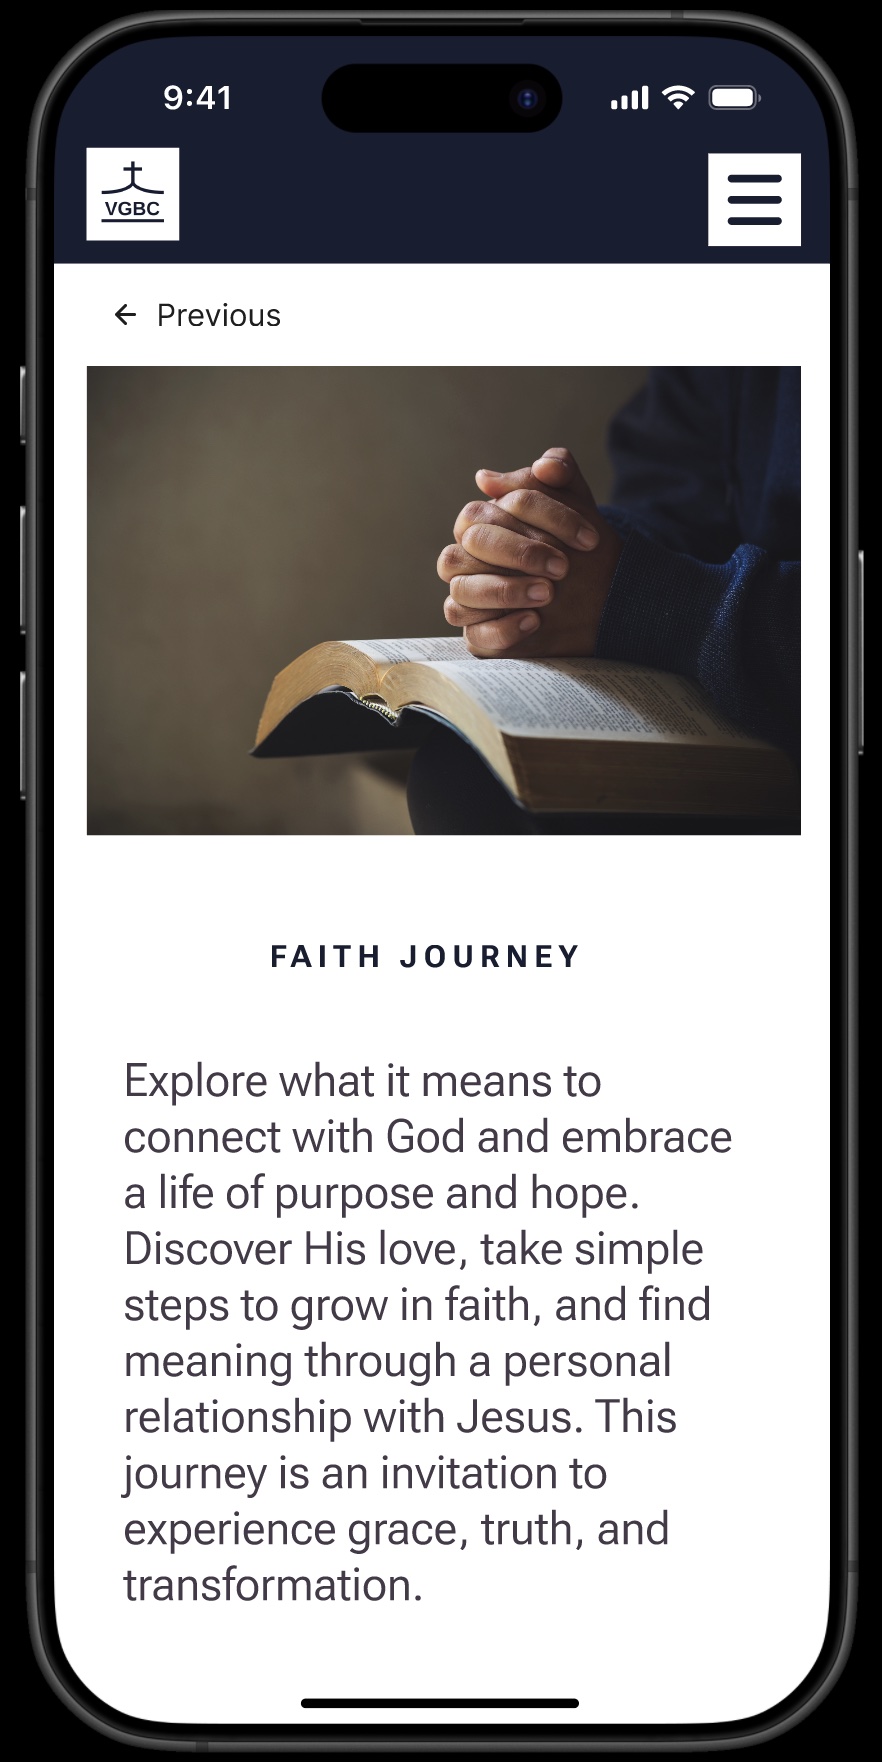 9:41
VGBC
Previous
FAITH JOURNEY
Explore what it means to
connect with God and embrace
a life of purpose and hope.
Discover His love, take simple
steps to grow in faith, and find
meaning through a personal
relationship with Jesus. This
journey is an invitation to
experience grace, truth, and
transformation.